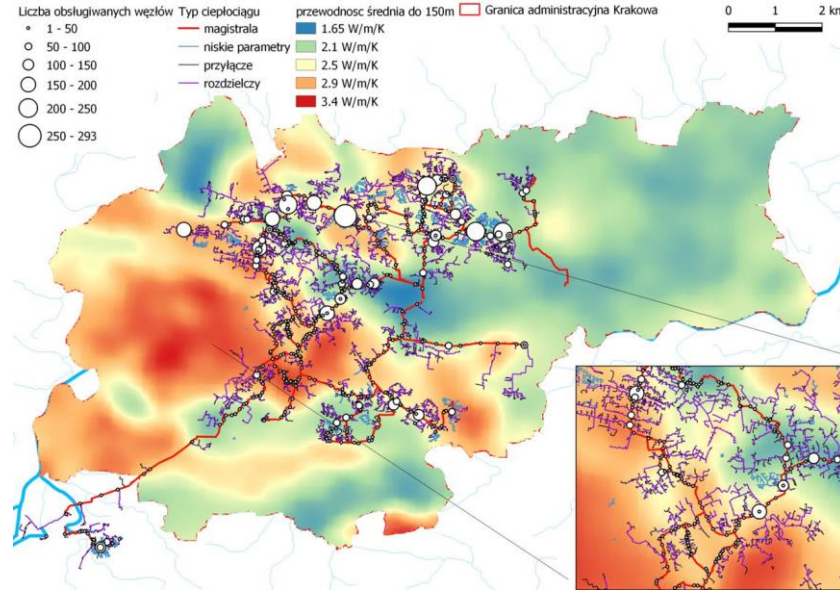 Liczba obsługiwanych węzłów
1 - 50
50 - 100
100 - 150
150 - 200
200 - 250
250 - 293
Typ ciepłociągu
magistrala
niskie parametry
przyłącze
rozdzielczy
przewodnosc średnia do 150m
1.65 W/m/K
2.1 W/m/K
2.5 W/m/K
2.9 W/m/K
3.4 W/m/K
Granica administracyjna Krakowa
0 1 2 km